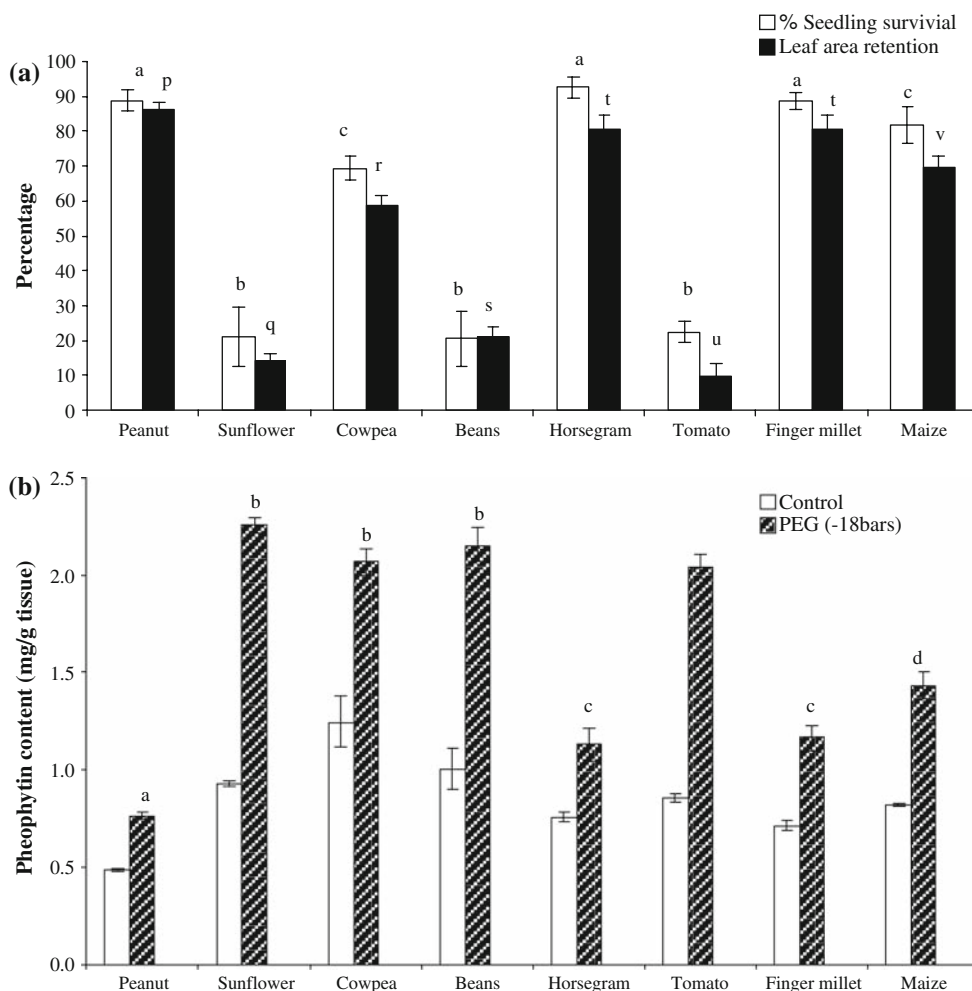 % Seedling survivial
Leaf area retention
(a)
100
90
80
70
60
50
40
30
20
10
0
Percentage
a
p
b
q
c
r
b
s
a
t
b
u
a
t
c
v
Peanut
Sunflower
Cowpea
Beans
Horsegram
Tomato
Finger millet
Maize
(b)
2.5
2.0
1.5
1.0
0.5
0.0
Pheophytin content (mg/g tissue)
Control
PEG (-18bars)
a
b
b
b
c
c
d
Peanut
Sunflower
Cowpea
Beans
Horsegram
Tomato
Finger millet
Maize